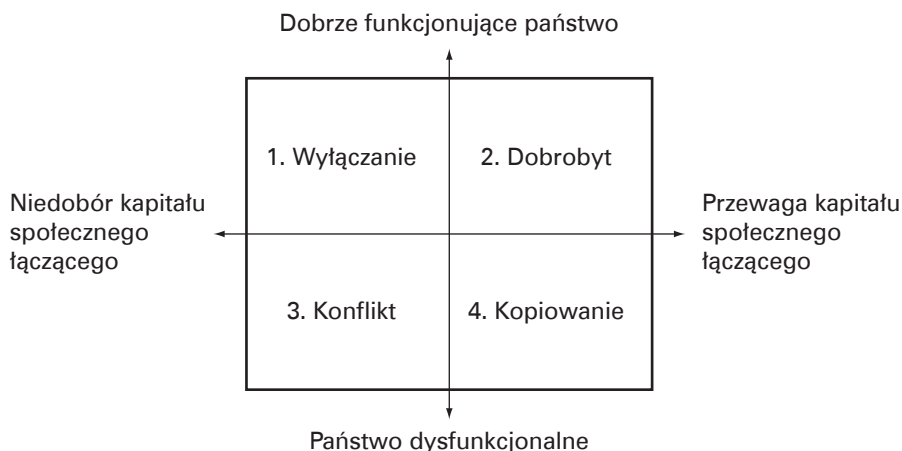 Dobrze funkcjonujące państwo
1. Wyłączanie
2. Dobrobyt
Niedobór kapitału
społecznego
łączącego
Przewaga kapitału
społecznego
łączącego
3. Konflikt
4. Kopiowanie
Państwo dysfunkcjonalne